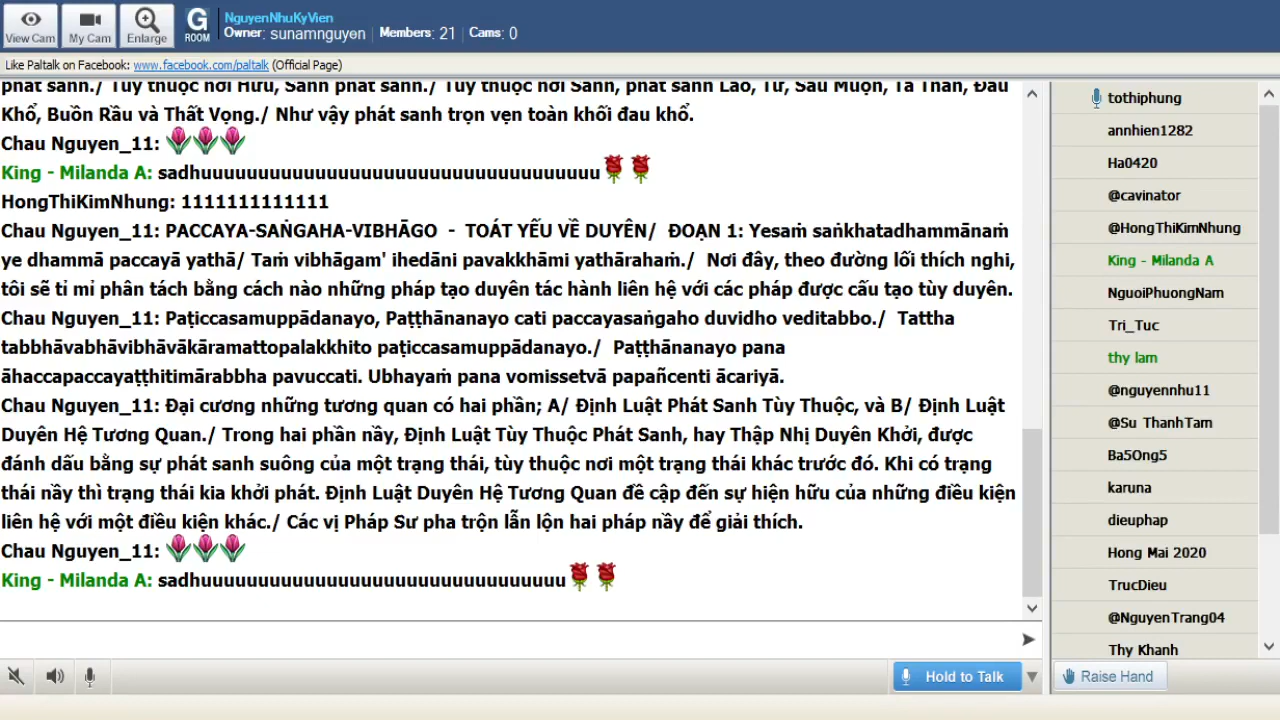 View Cam
My Cam
Enlarge
G
ROOM
NguyenNhuKyVien
Owner: sunamnguyen | Members: 21 | Cams: 0
Like Paltalk on Facebook: www.facebook.com/paltalk (Official Page)
phát sanh./ Tùy thuộc nơi Hữu, Sanh phát sanh./ Tùy thuộc nơi Sanh, phát sanh Lão, Tử, Sầu Muộn, Ta Thán, Đau
Khổ, Buồn Rầu và Thất Vọng./ Như vậy phát sanh trọn vẹn toàn khối đau khổ.
Chau Nguyen_11:
King - Milanda A: sadhuuuuuuuuuuuuuuuuuuuuuuuuuuuuuuuuuuu
HongThiKimNhung: 1111111111111
Chau Nguyen_11: PACCAYA-SAṄGAHA-VIBHĀGO - TOÁT YẾU VỀ DUYÊN/ ĐOẠN 1: Yesaṁ saṅkhatadhammānaṁ
ye dhammā paccayā yathā/ Taṁ vibhāgam' ihedāni pavakkhāmi yathārahaṁ./ Nơi đây, theo đường lối thích nghi,
tôi sẽ tỉ mỉ phân tách bằng cách nào những pháp tạo duyên tác hành liên hệ với các pháp được cấu tạo tùy duyên.
Chau Nguyen_11: Paṭiccasamuppādanayo, Paṭṭhānanayo cati paccayasaṅgaho duvidho veditabbo./ Tattha
tabbhāvabhāvibhāvākāramattopalakkhito paṭiccasamuppādanayo./ Paṭṭhānanayo pana
āhaccapaccayaṭṭhitimārabbha pavuccati. Ubhayaṁ pana vomissetvā papañcenti ācariyā.
Chau Nguyen_11: Đại cương những tương quan có hai phần; A/ Định Luật Phát Sanh Tùy Thuộc, và B/ Định Luật
Duyên Hệ Tương Quan./ Trong hai phần nầy, Định Luật Tùy Thuộc Phát Sanh, hay Thập Nhị Duyên Khởi, được
đánh dấu bằng sự phát sanh suông của một trạng thái, tùy thuộc nơi một trạng thái khác trước đó. Khi có trạng
thái nầy thì trạng thái kia khởi phát. Định Luật Duyên Hệ Tương Quan đề cập đến sự hiện hữu của những điều kiện
liên hệ với một điều kiện khác./ Các vị Pháp Sư pha trộn lẫn lộn hai pháp nầy để giải thích.
Chau Nguyen_11:
King - Milanda A: sadhuuuuuuuuuuuuuuuuuuuuuuuuuuuuuuuu
Hold to Talk
tothiphung
annhien1282
Ha0420
@cavinator
@HongThiKimNhung
King - Milanda A
NguoiPhuongNam
Tri_Tuc
thy lam
@nguyennhu11
@Su ThanhTam
Ba5Ong5
karuna
dieuphap
Hong Mai 2020
TrucDieu
@NguyenTrang04
Thy Khanh
Raise Hand